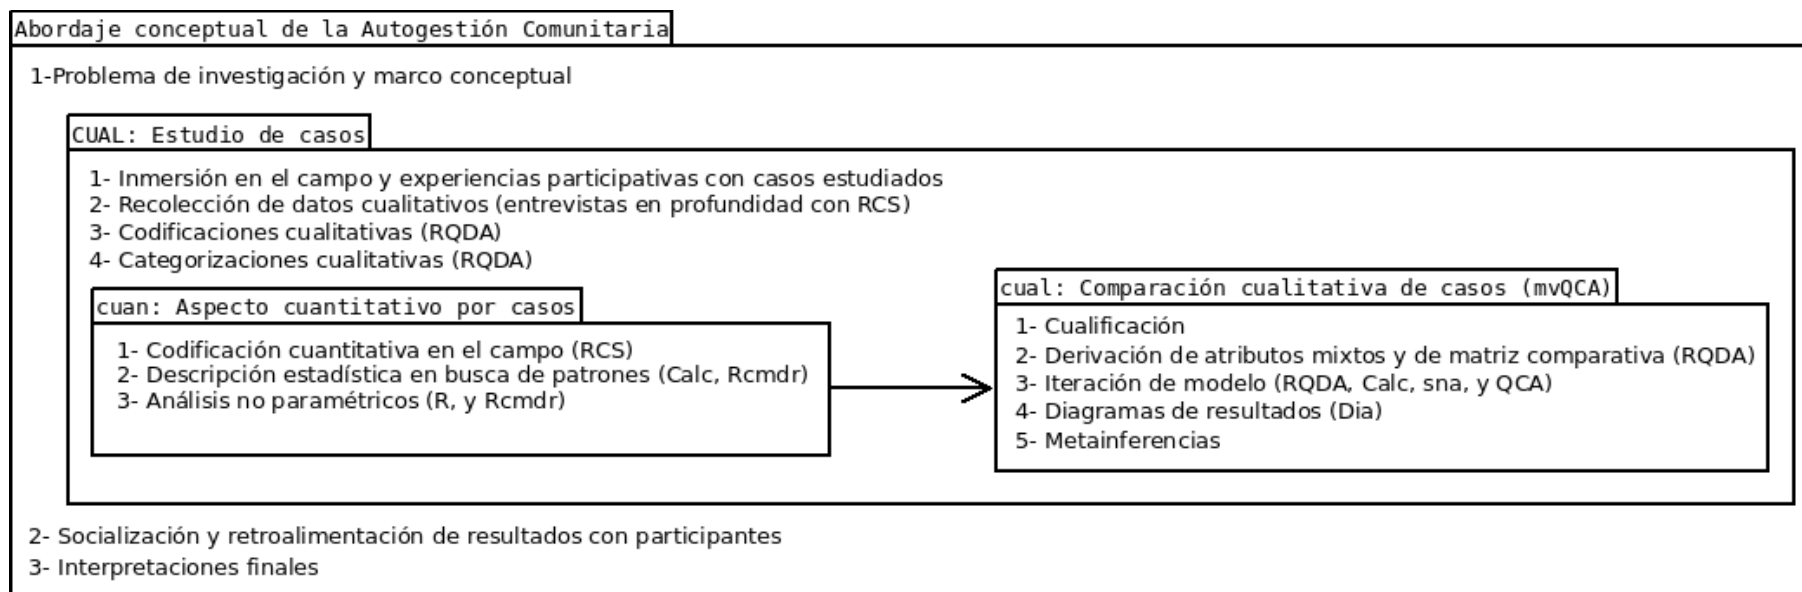 Abordaje conceptual de la Autogestión Comunitaria
1-Problema de investigación y marco conceptual
CUAL: Estudio de casos
1- Inmersión en el campo y experiencias participativas con casos estudiados
2- Recolección de datos cualitativos (entrevistas en profundidad con RCS)
3- Codificaciones cualitativas (RQDA)
4- Categorizaciones cualitativas (RQDA)
cuan: Aspecto cuantitativo por casos
1- Codificación cuantitativa en el campo (RCS)
2- Descripción estadística en busca de patrones (Calc, Rcmdr)
3- Análisis no paramétricos (R, y Rcmdr)
cual: Comparación cualitativa de casos (mvQCA)
1- Cualificación
2- Derivación de atributos mixtos y de matriz comparativa (RQDA)
3- Iteración de modelo (RQDA, Calc, sna, y QCA)
4- Diagramas de resultados (Dia)
5- Metainferencias
2- Socialización y retroalimentación de resultados con participantes
3- Interpretaciones finales